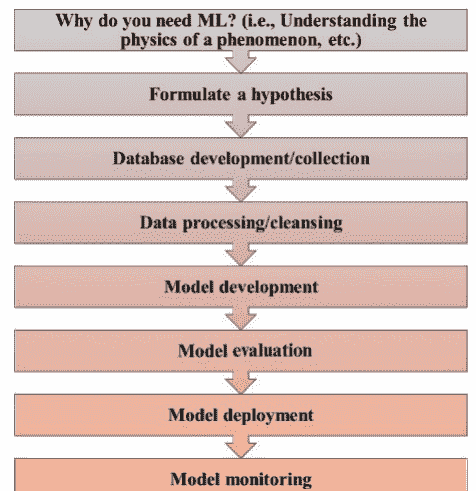 Why do you need ML? (i.e., Understanding the
physics of a phenomenon, etc.)
Formulate a hypothesis
Database development/collection
Data processing/cleansing
Model development
Model evaluation
Model deployment
Model monitoring